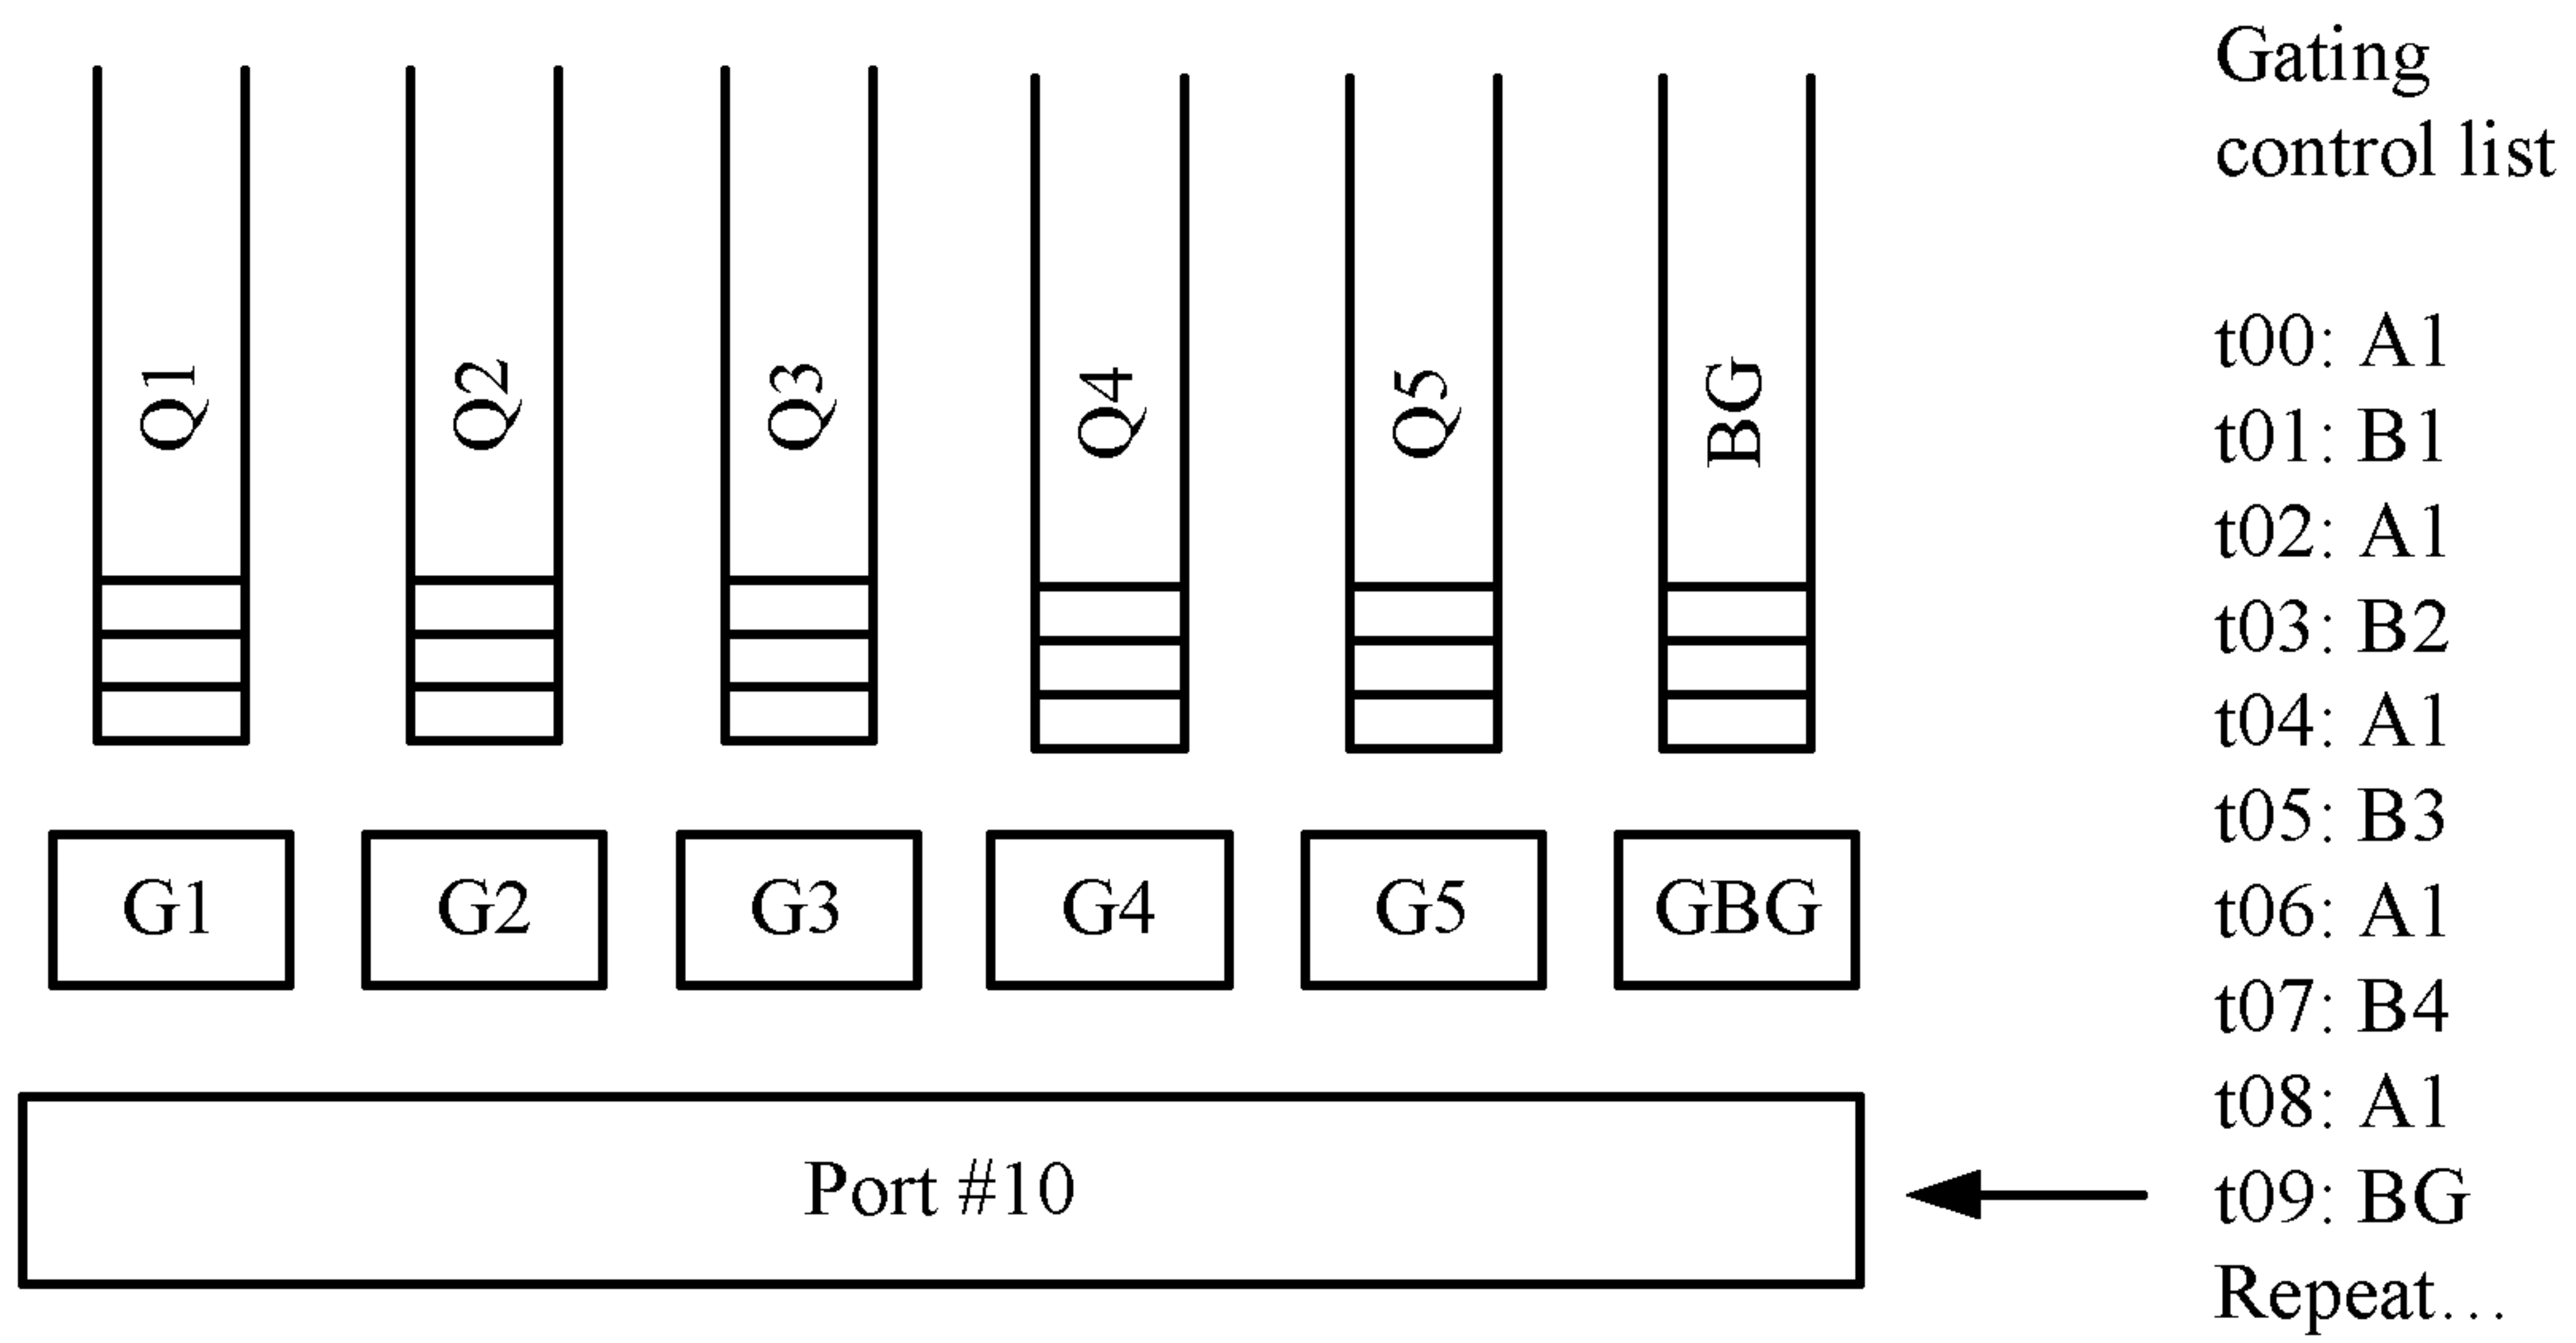 Gating
control list
Q1 Q2 Q3 Q4 Q5 BG
t00: A1
t01: B1
t02: A1
t03: B2
t04: A1
t05: B3
t06: A1
t07: B4
t08: A1
t09: BG
Repeat…
G1 G2 G3 G4 G5 GBG
Port #10